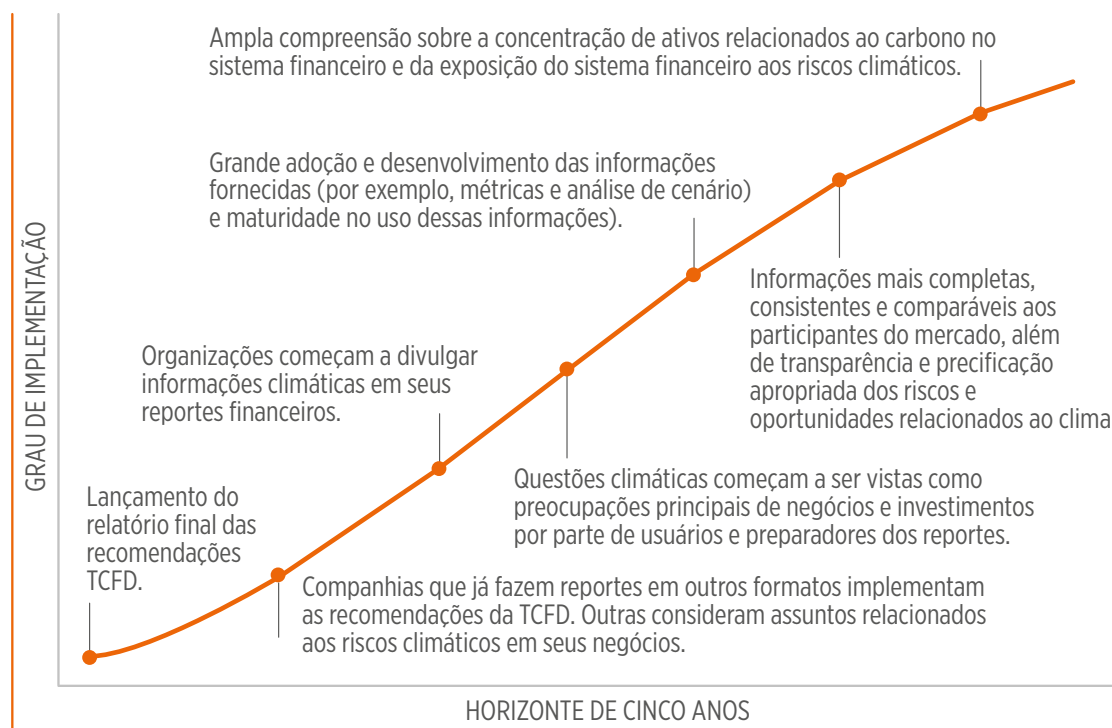 Ampla compreensão sobre a concentração de ativos relacionados ao carbono no
sistema financeiro e da exposição do sistema financeiro aos riscos climáticos.
Grande adoção e desenvolvimento das informações
fornecidas (por exemplo, métricas e análise de cenário)
e maturidade no uso dessas informações).
Informações mais completas,
consistentes e comparáveis aos
participantes do mercado, além
de transparência e precificação
apropriada dos riscos e
oportunidades relacionados ao clima
Organizações começam a divulgar
informações climáticas em seus
reportes financeiros.
Questões climáticas começam a ser vistas como
preocupações principais de negócios e investimentos
por parte de usuários e preparadores dos reportes.
Lançamento do
relatório final das
recomendações
TCFD.
Companhias que já fazem reportes em outros formatos implementam
as recomendações da TCFD. Outras consideram assuntos relacionados
aos riscos climáticos em seus negócios.
GRAU DE IMPLEMENTAÇÃO
HORIZONTE DE CINCO ANOS